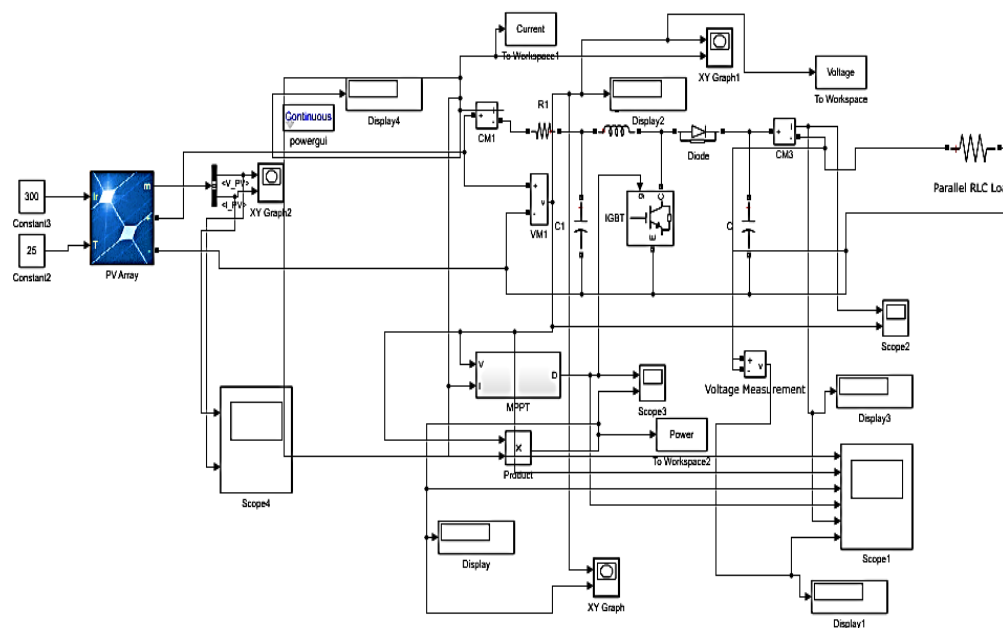 Current
To Workspace1
XY Graph1
Voltage
To Workspace
Display4
Continuous
powergui
CM1
R1
Display2
Diode
CM3
Parallel RLC Loa
300
Constant3
25
Constant2
Ir
T
m
+
-
PV Array
<V_PV>
<I_PV>
XY Graph2
+
-
v
VM1
C1
IGBT
g
C
E
C
Scope2
V
I
D
MPPT
Scope3
+
-
v
Voltage Measurement
Display3
Power
To Workspace2
×
Product
Scope4
Scope1
Display
XY Graph
Display1